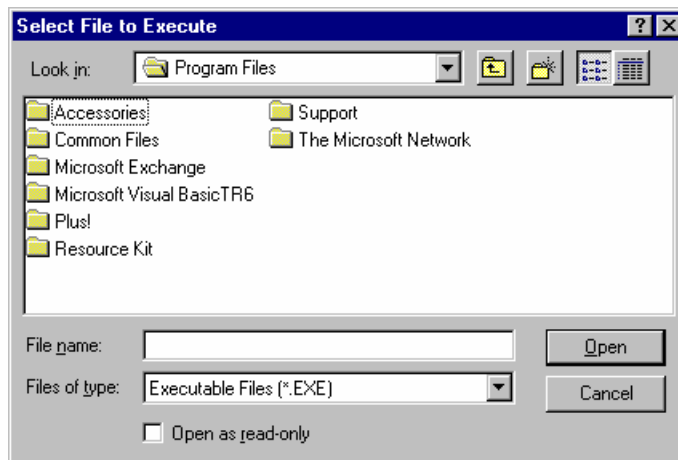 Select File to Execute
Look in: Program Files
Accessories
Common Files
Microsoft Exchange
Microsoft Visual BasicTR6
Plus!
Resource Kit
Support
The Microsoft Network
File name:
Open
Files of type: Executable Files (*.EXE)
Cancel
Open as read-only